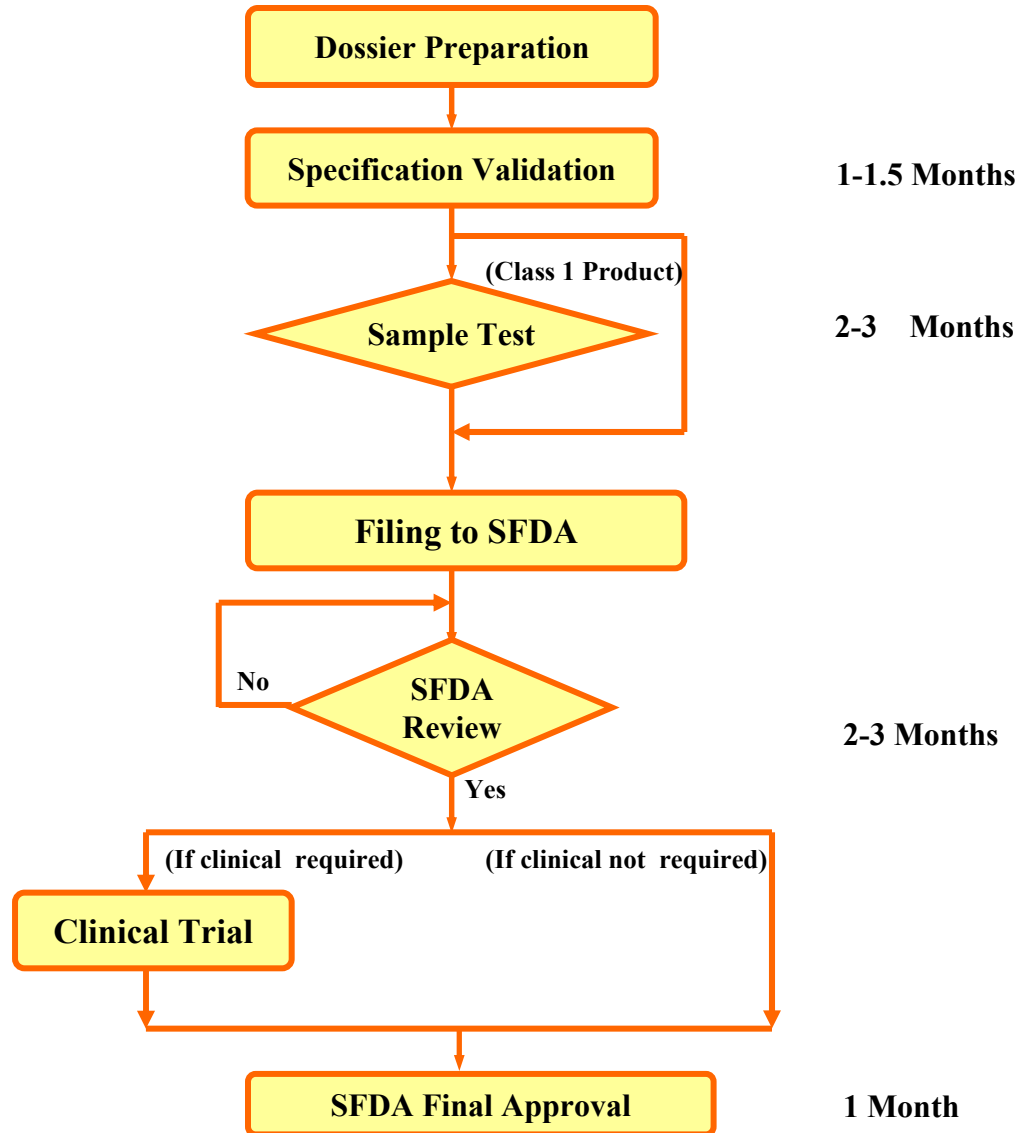 Dossier Preparation
Specification Validation
1-1.5 Months
(Class 1 Product)
Sample Test
2-3 Months
Filing to SFDA
No
SFDA
Review
2-3 Months
Yes
(If clinical required)
(If clinical not required)
Clinical Trial
SFDA Final Approval
1 Month